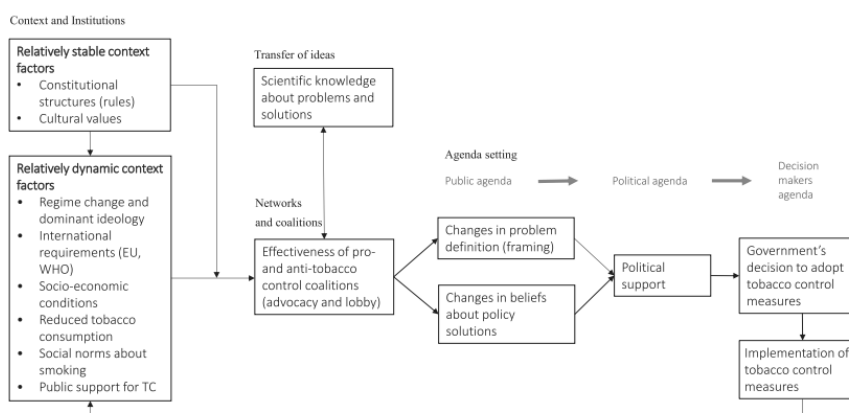 Context and Institutions
Relatively stable context
factors
• Constitutional
structures (rules)
• Cultural values
Relatively dynamic context
factors
• Regime change and
dominant ideology
• International
requirements (EU,
WHO)
• Socio-economic
conditions
• Reduced tobacco
consumption
• Social norms about
smoking
• Public support for TC
Transfer of ideas
Scientific knowledge
about problems and
solutions
Networks
and coalitions
Effectiveness of pro-
and anti-tobacco
control coalitions
(advocacy and lobby)
Agenda setting
Public agenda
Political agenda
Decision
makers
agenda
Changes in problem
definition (framing)
Changes in beliefs
about policy
solutions
Political
support
Government's
decision to adopt
tobacco control
measures
Implementation of
tobacco control
measures